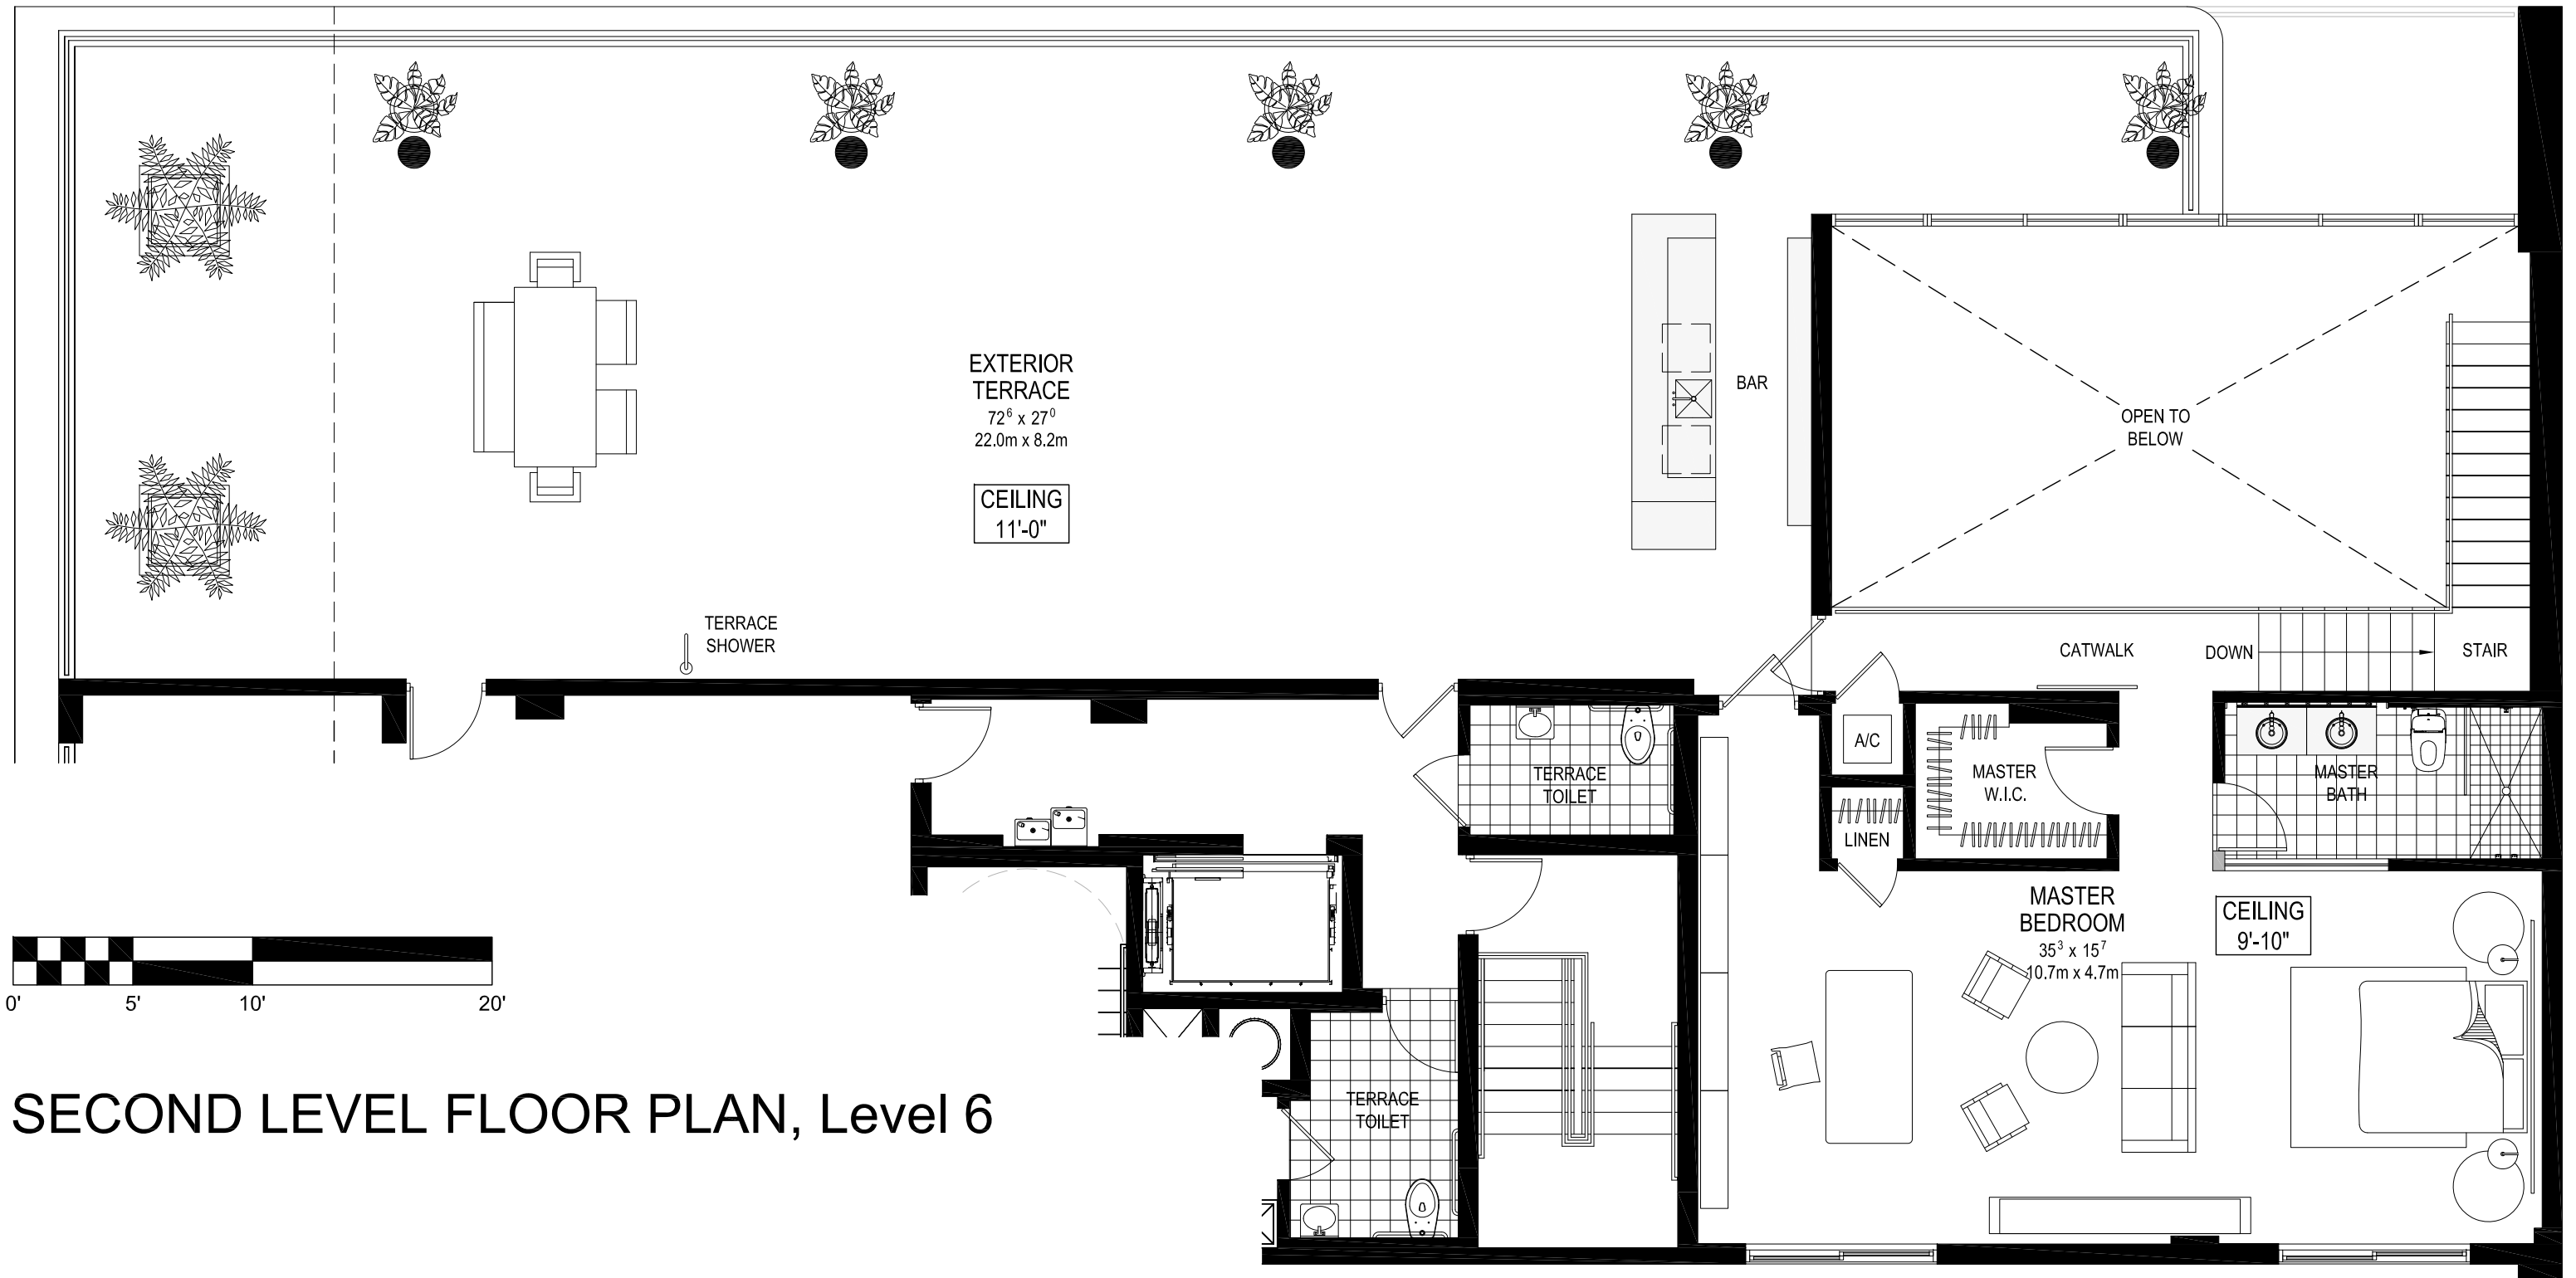 EXTERIOR
TERRACE
72⁶ x 27⁰
22.0m x 8.2m
CEILING
11'-0"
BAR
OPEN TO
BELOW
TERRACE
SHOWER
CATWALK
DOWN
STAIR
A/C
MASTER
W.I.C.
MASTER
BATH
TERRACE
TOILET
LINEN
MASTER
BEDROOM
35³ x 15⁷
10.7m x 4.7m
CEILING
9'-10"
0' 5' 10' 20'
TERRACE
TOILET
SECOND LEVEL FLOOR PLAN, Level 6